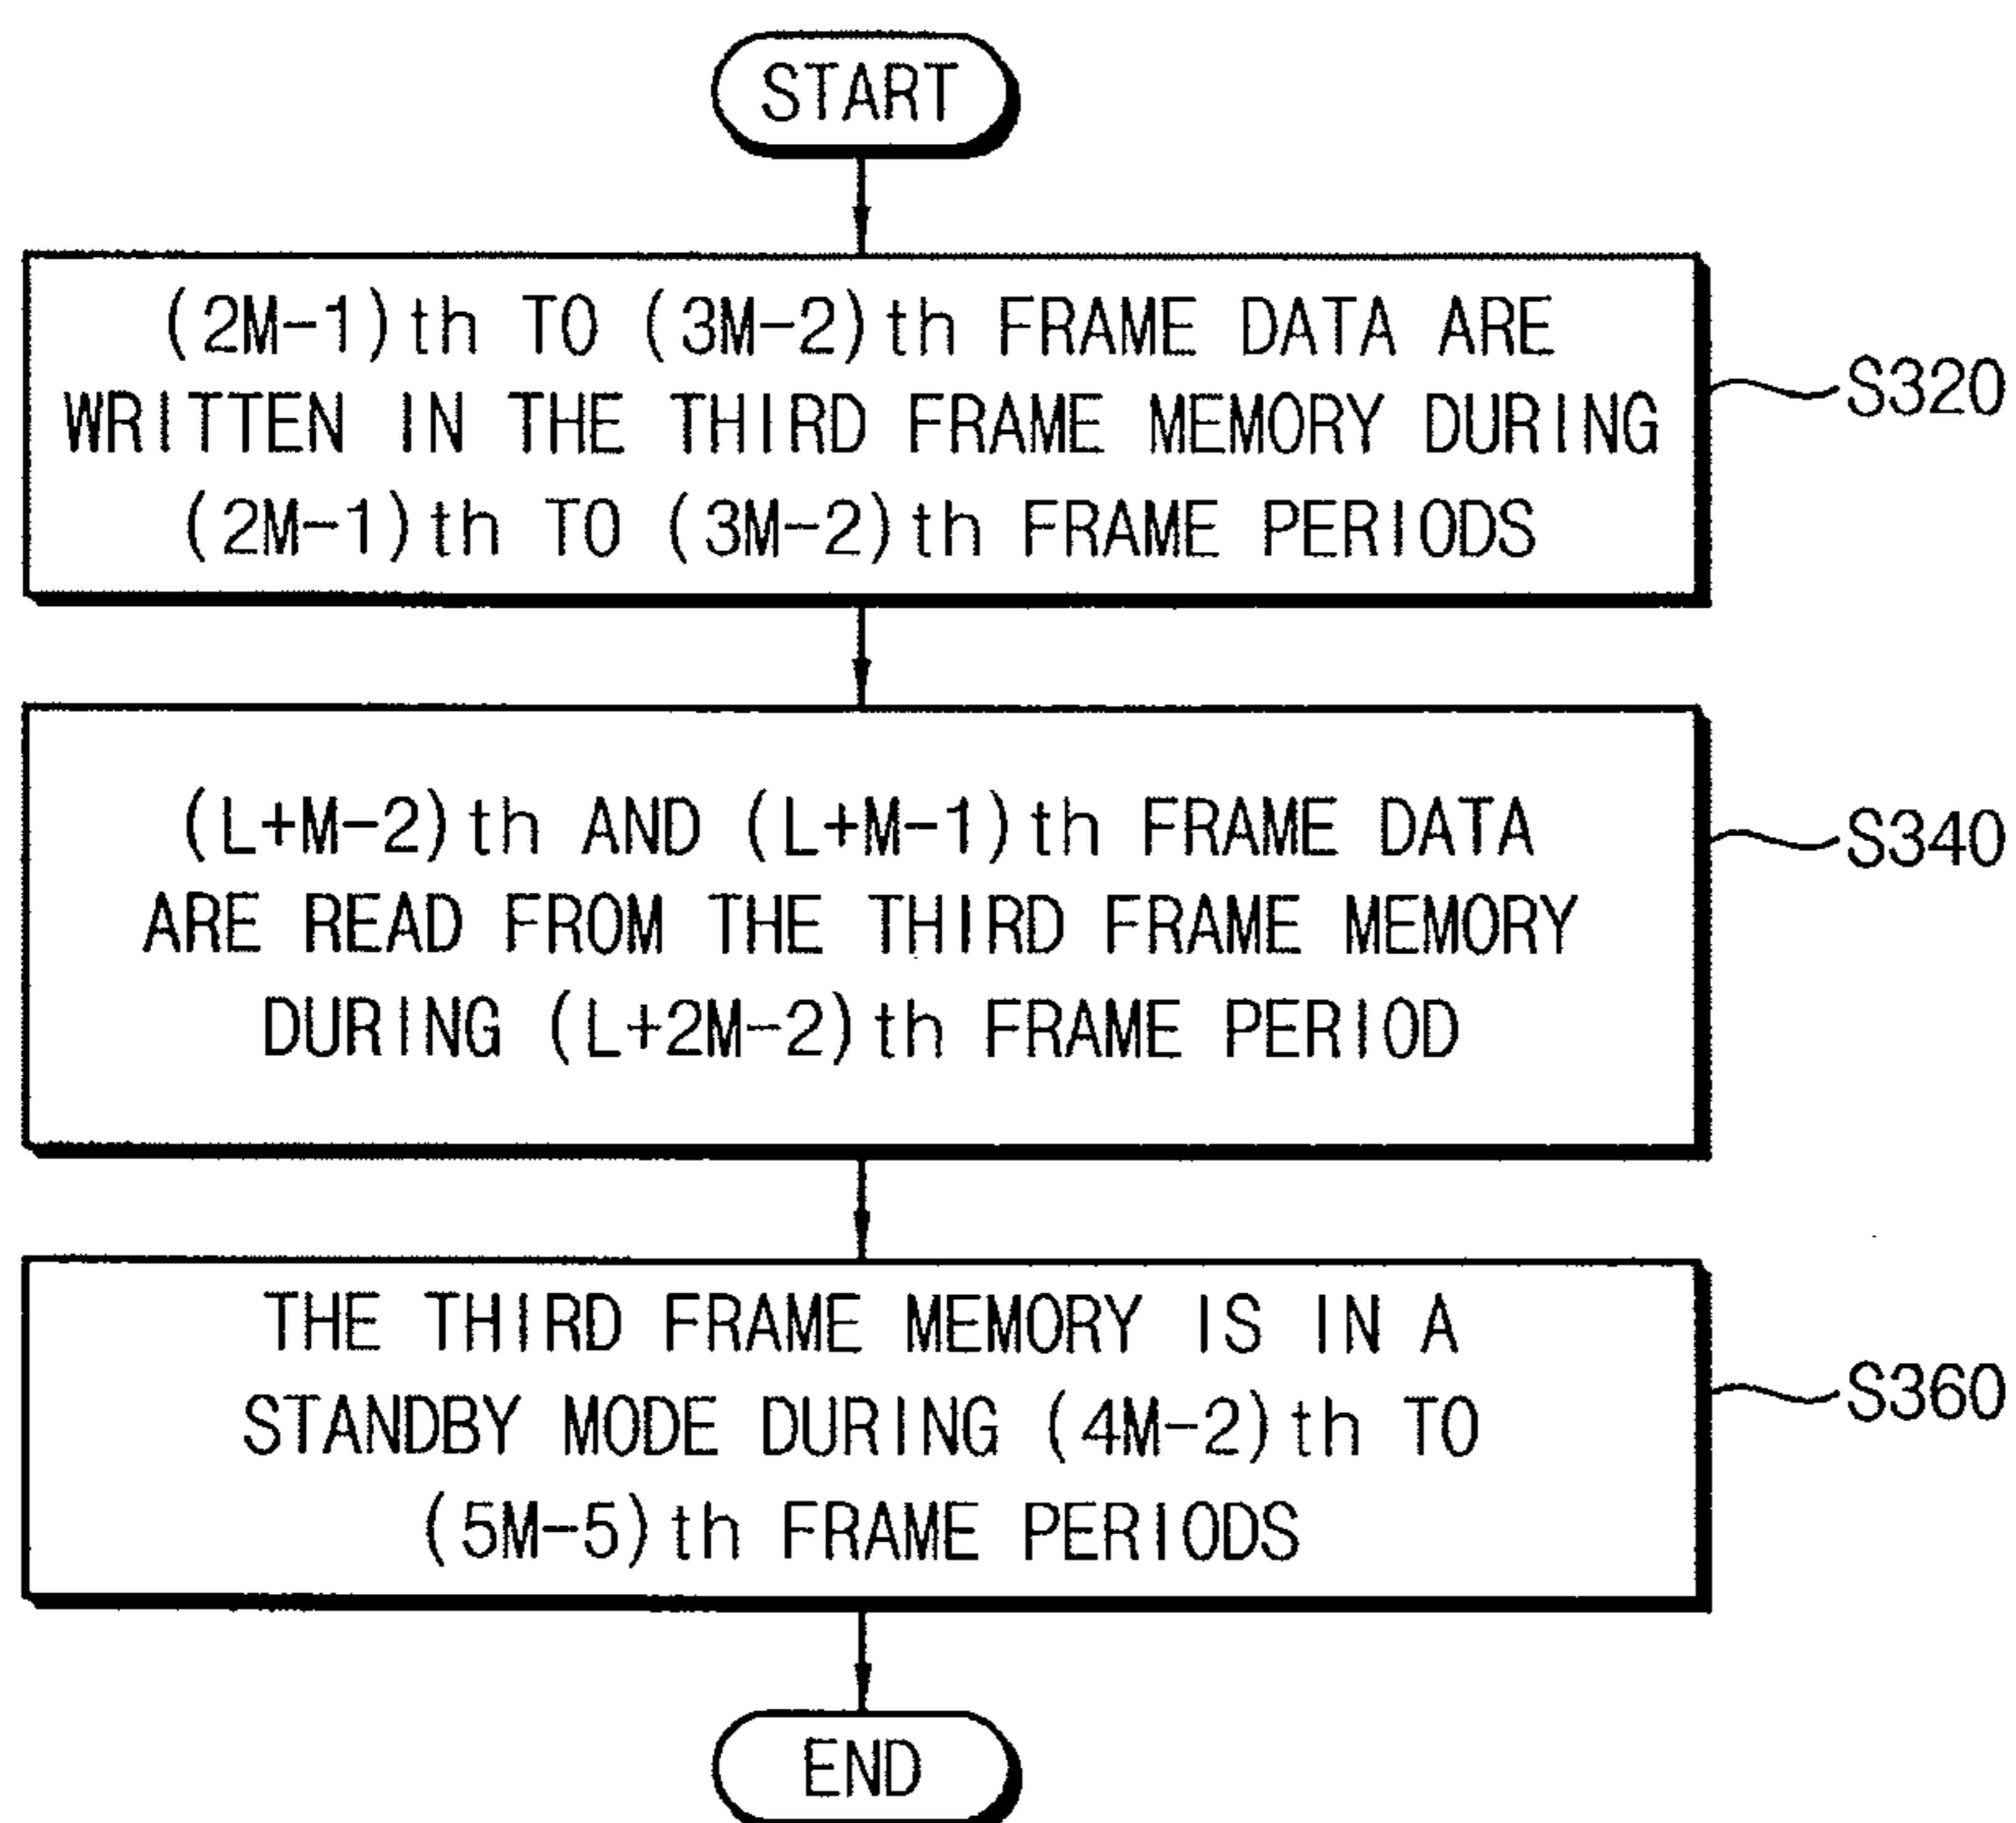 START
(2M-1)th TO (3M-2)th FRAME DATA ARE
WRITTEN IN THE THIRD FRAME MEMORY DURING
(2M-1)th TO (3M-2)th FRAME PERIODS
S320
(L+M-2)th AND (L+M-1)th FRAME DATA
ARE READ FROM THE THIRD FRAME MEMORY
DURING (L+2M-2)th FRAME PERIOD
S340
THE THIRD FRAME MEMORY IS IN A
STANDBY MODE DURING (4M-2)th TO
(5M-5)th FRAME PERIODS
S360
END